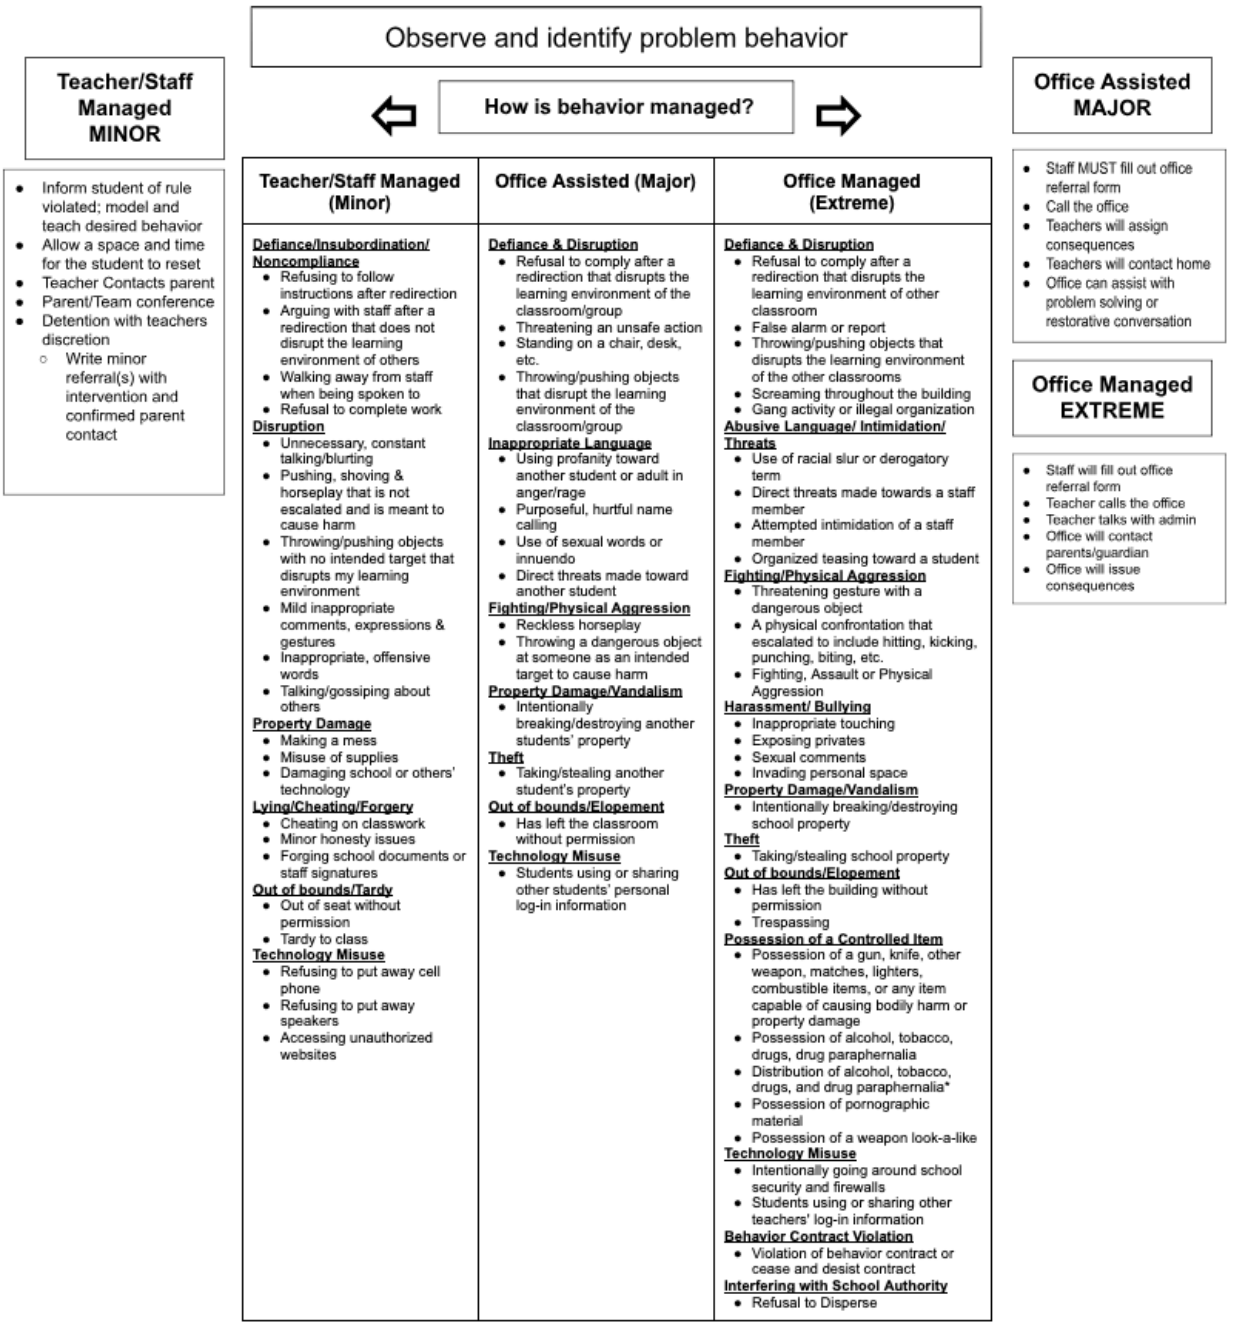 Observe and identify problem behavior
Teacher/Staff
Managed
MINOR
How is behavior managed?
Office Assisted
MAJOR
● Inform student of rule
violated; model and
teach desired behavior
● Allow a space and time
for the student to reset
● Teacher Contacts parent
● Parent/Team conference
● Detention with teachers
discretion
○ Write minor
referral(s) with
intervention and
confirmed parent
contact
Teacher/Staff Managed
(Minor)
Defiance/Insubordination/
Noncompliance
● Refusing to follow
instructions after redirection
● Arguing with staff after a
redirection that does not
disrupt the learning
environment of others
● Walking away from staff
when being spoken to
● Refusal to complete work
Disruption
● Unnecessary, constant
talking/blurting
● Pushing, shoving &
horseplay that is not
escalated and is meant to
cause harm
● Throwing/pushing objects
with no intended target that
disrupts my learning
environment
● Mild inappropriate
comments, expressions &
gestures
● Inappropriate, offensive
words
● Talking/gossiping about
others
Property Damage
● Making a mess
● Misuse of supplies
● Damaging school or others'
technology
Lying/Cheating/Forgery
● Cheating on classwork
● Minor honesty issues
● Forging school documents or
staff signatures
Out of bounds/Tardy
● Out of seat without
permission
● Tardy to class
Technology Misuse
● Refusing to put away cell
phone
● Refusing to put away
speakers
● Accessing unauthorized
websites
Office Assisted (Major)
Defiance & Disruption
● Refusal to comply after a
redirection that disrupts the
learning environment of the
classroom/group
● Threatening an unsafe action
● Standing on a chair, desk,
etc.
● Throwing/pushing objects
that disrupt the learning
environment of the
classroom/group
Inappropriate Language
● Using profanity toward
another student or adult in
anger/rage
● Purposeful, hurtful name
calling
● Use of sexual words or
innuendo
● Direct threats made toward
another student
Fighting/Physical Aggression
● Reckless horseplay
● Throwing a dangerous object
at someone as an intended
target to cause harm
Property Damage/Vandalism
● Intentionally
breaking/destroying another
students' property
Theft
● Taking/stealing another
student's property
Out of bounds/Elopement
● Has left the classroom
without permission
Technology Misuse
● Students using or sharing
other students' personal
log-in information
Office Managed
(Extreme)
Defiance & Disruption
● Refusal to comply after a
redirection that disrupts the
learning environment of other
classroom
● False alarm or report
● Throwing/pushing objects that
disrupts the learning environment
of the other classrooms
● Screaming throughout the building
● Gang activity or illegal organization
Abusive Language/ Intimidation/
Threats
● Use of racial slur or derogatory
term
● Direct threats made towards a staff
member
● Attempted intimidation of a staff
member
● Organized teasing toward a student
Fighting/Physical Aggression
● Threatening gesture with a
dangerous object
● A physical confrontation that
escalated to include hitting, kicking,
punching, biting, etc.
● Fighting, Assault or Physical
Aggression
Harassment/ Bullying
● Inappropriate touching
● Exposing privates
● Sexual comments
● Invading personal space
Property Damage/Vandalism
● Intentionally breaking/destroying
school property
Theft
● Taking/stealing school property
Out of bounds/Elopement
● Has left the building without
permission
● Trespassing
Possession of a Controlled Item
● Possession of a gun, knife, other
weapon, matches, lighters,
combustible items, or any item
capable of causing bodily harm or
property damage
● Possession of alcohol, tobacco,
drugs, drug paraphernalia
● Distribution of alcohol, tobacco,
drugs, and drug paraphernalia*
● Possession of pornographic
material
● Possession of a weapon look-a-like
Technology Misuse
● Intentionally going around school
security and firewalls
● Students using or sharing other
teachers' log-in information
Behavior Contract Violation
● Violation of behavior contract or
cease and desist contract
Interfering with School Authority
● Refusal to Disperse
● Staff MUST fill out office
referral form
● Call the office
● Teachers will assign
consequences
● Teachers will contact home
● Office can assist with
problem solving or
restorative conversation
Office Managed
EXTREME
● Staff will fill out office
referral form
● Teacher calls the office
● Teacher talks with admin
● Office will contact
parents/guardian
● Office will issue
consequences